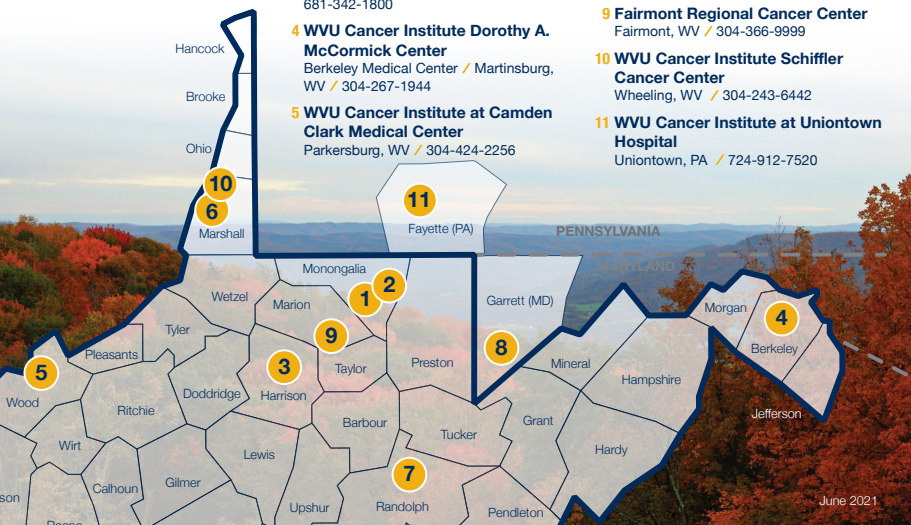 681-342-1800
4 WVU Cancer Institute Dorothy A.
McCormick Center
Berkeley Medical Center / Martinsburg,
WV / 304-267-1944
5 WVU Cancer Institute at Camden
Clark Medical Center
Parkersburg, WV / 304-424-2256
9 Fairmont Regional Cancer Center
Fairmont, WV / 304-366-9999
10 WVU Cancer Institute Schiffler
Cancer Center
Wheeling, WV / 304-243-6442
11 WVU Cancer Institute at Uniontown
Hospital
Uniontown, PA / 724-912-7520
Hancock
Brooke
Ohio
10
6
Marshall
11
Fayette (PA)
PENNSYLVANIA
MARYLAND
Monongalia
2
1
Wetzel
Marion
Garrett (MD)
Morgan
4
Berkeley
Tyler
9
8
Pleasants
3
Taylor
Preston
Mineral
5
Hampshire
Wood
Doddridge
Harrison
Ritchie
Jefferson
Barbour
Grant
Tucker
Wirt
Lewis
Hardy
7
Calhoun
Gilmer
son
Upshur
Randolph
Pendleton
June 2021